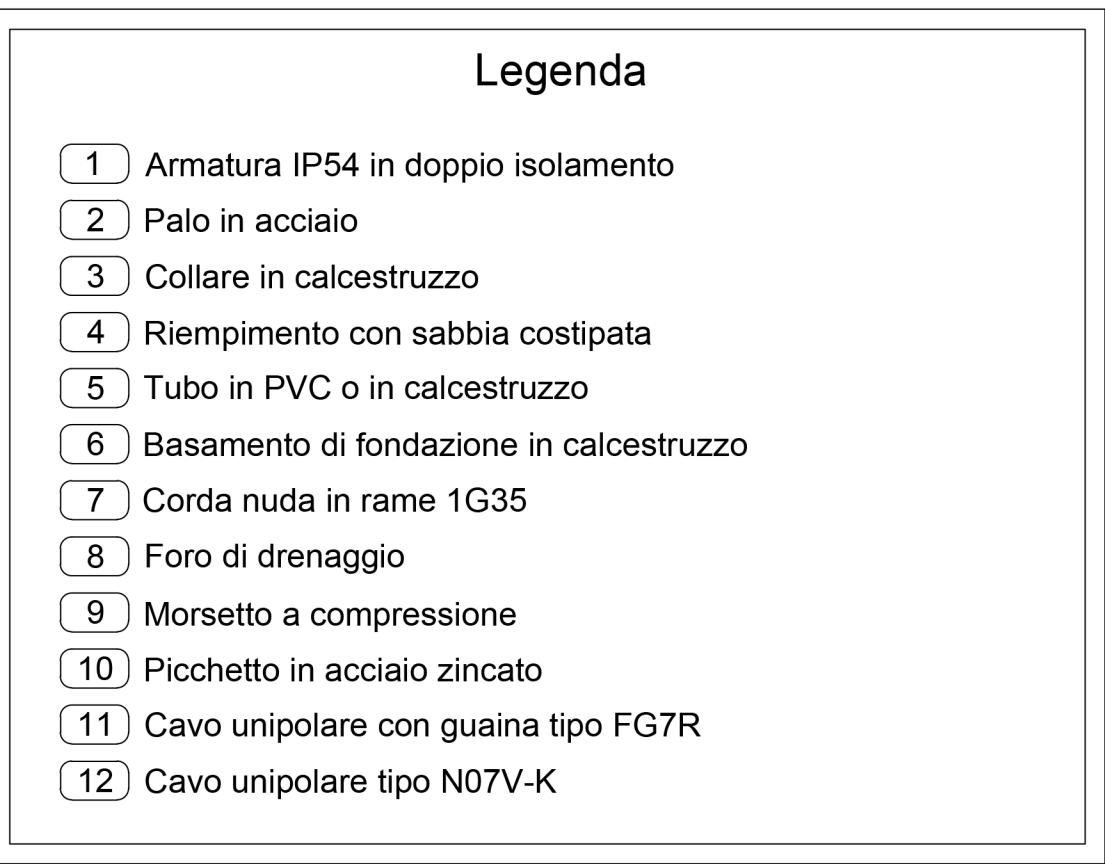 Legenda
1 Armatura IP54 in doppio isolamento
2 Palo in acciaio
3 Collare in calcestruzzo
4 Riempimento con sabbia costipata
5 Tubo in PVC o in calcestruzzo
6 Basamento di fondazione in calcestruzzo
7 Corda nuda in rame 1G35
8 Foro di drenaggio
9 Morsetto a compressione
10 Picchetto in acciaio zincato
11 Cavo unipolare con guaina tipo FG7R
12 Cavo unipolare tipo N07V-K